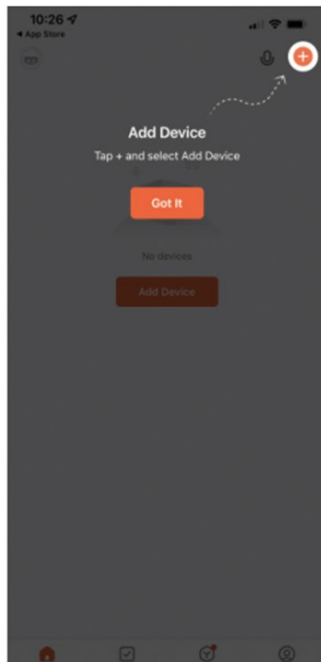 10:26
◀ App Store
Add Device
Tap + and select Add Device
Got It
No devices
Add Device